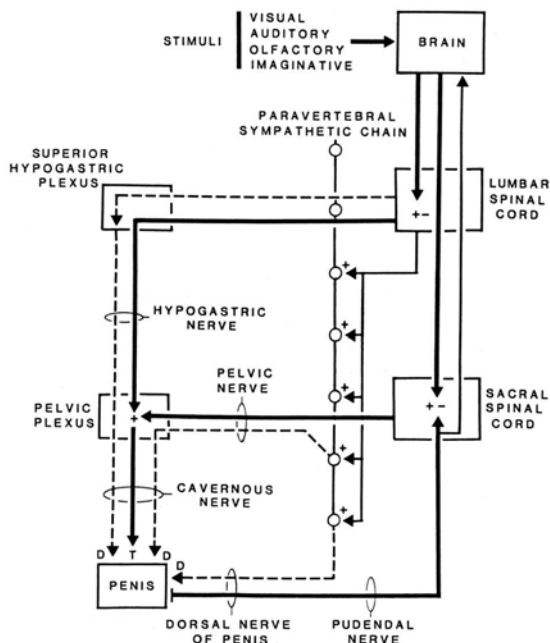 STIMULI
VISUAL
AUDITORY
OLFACTORY
IMAGINATIVE
BRAIN
PARAVERTEBRAL
SYMPATHETIC CHAIN
SUPERIOR
HYPOGASTRIC
PLEXUS
LUMBAR
SPINAL
CORD
+-
+
HYPOGASTRIC
NERVE
+
PELVIC
NERVE
+
PELVIC
PLEXUS
+
+-
SACRAL
SPINAL
CORD
+
CAVERNOUS
NERVE
+
D T D
D
PENIS
DORSAL NERVE
OF PENIS
PUDENDAL
NERVE